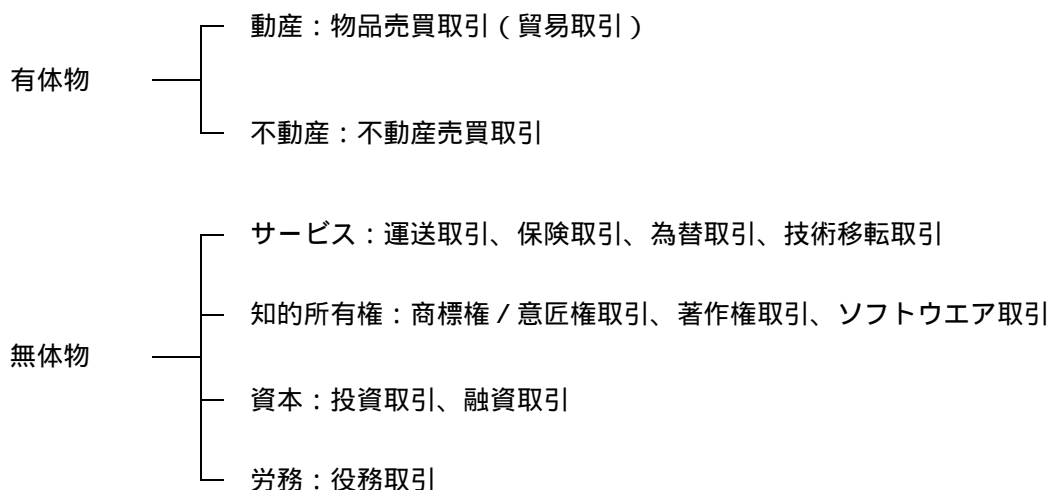 動産：物品売買取引（貿易取引）
有体物
不動産：不動産売買取引
サービス：運送取引、保険取引、為替取引、技術移転取引
知的所有権：商標権／意匠権取引、著作権取引、ソフトウエア取引
無体物
資本：投資取引、融資取引
労務：役務取引